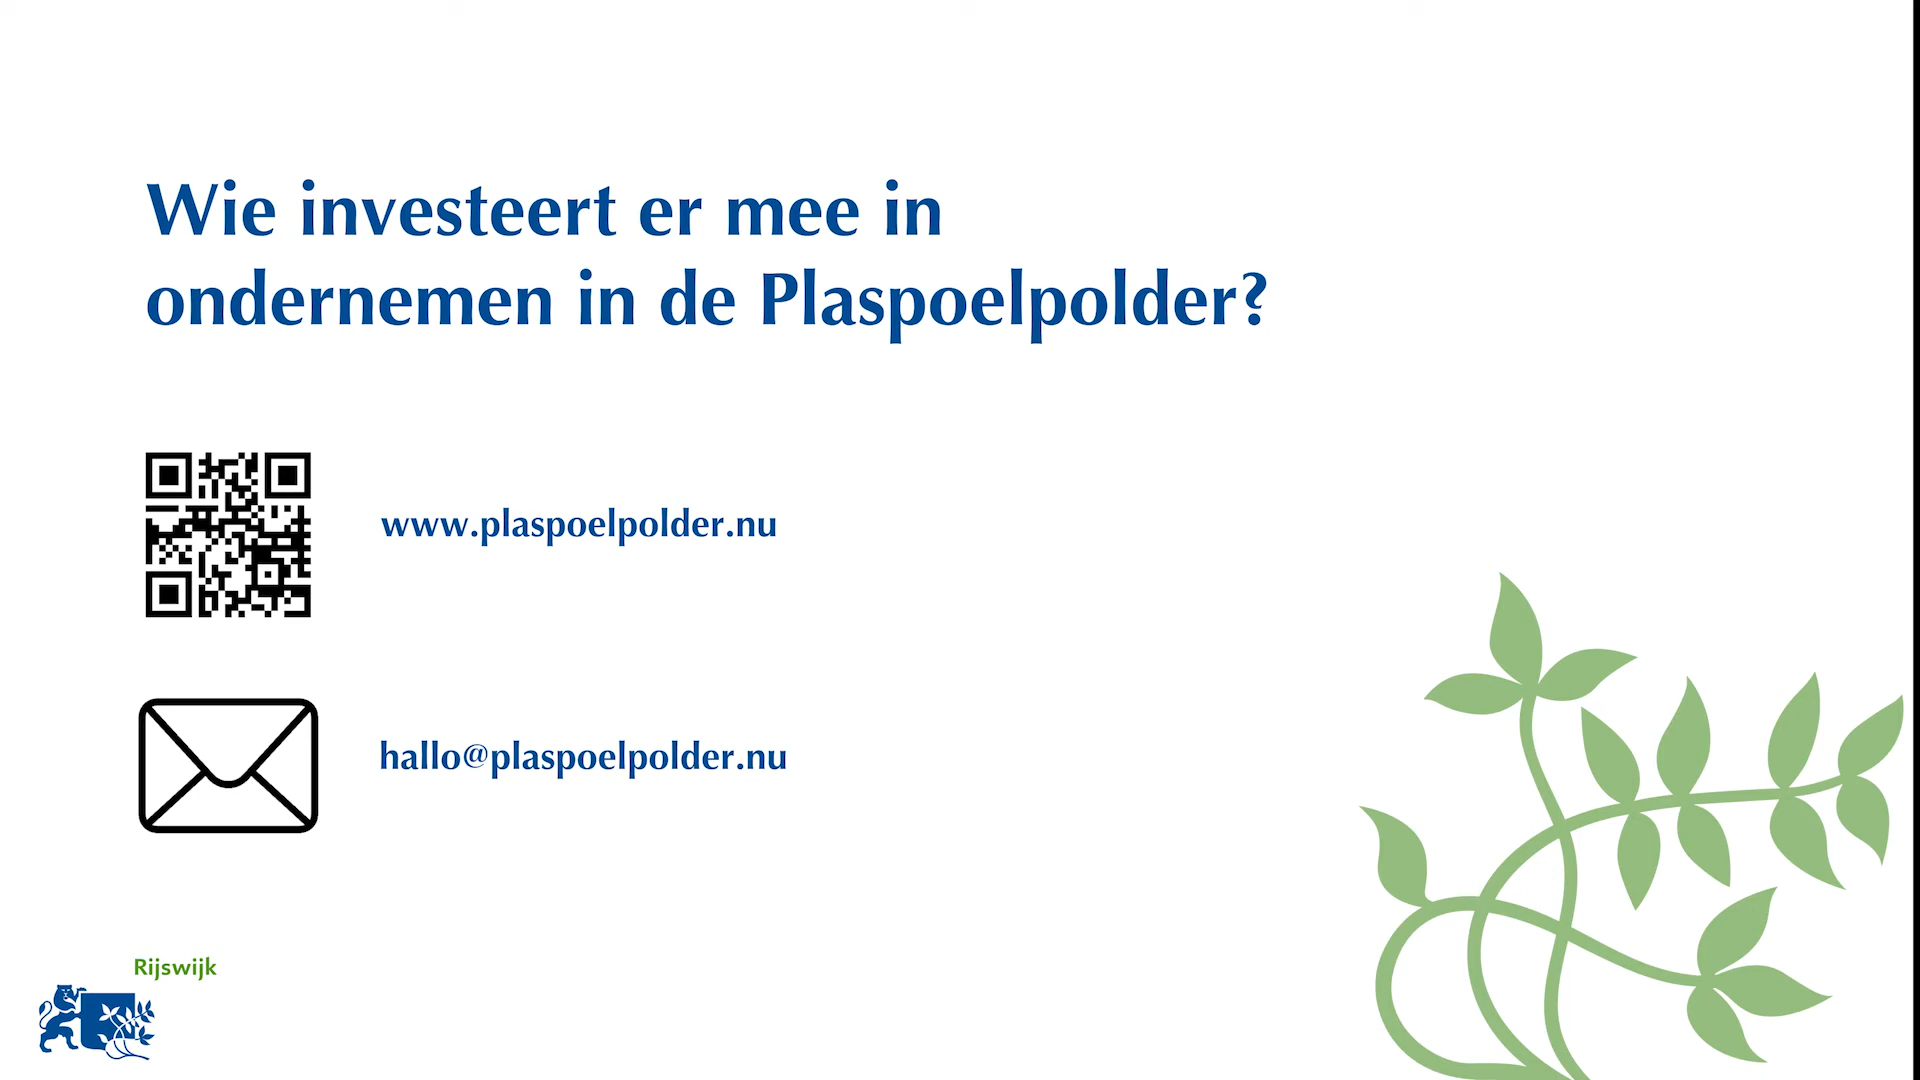 Wie investeert er mee in
ondernemen in de Plaspoelpolder?
www.plaspoelpolder.nu
hallo@plaspoelpolder.nu
Rijswijk